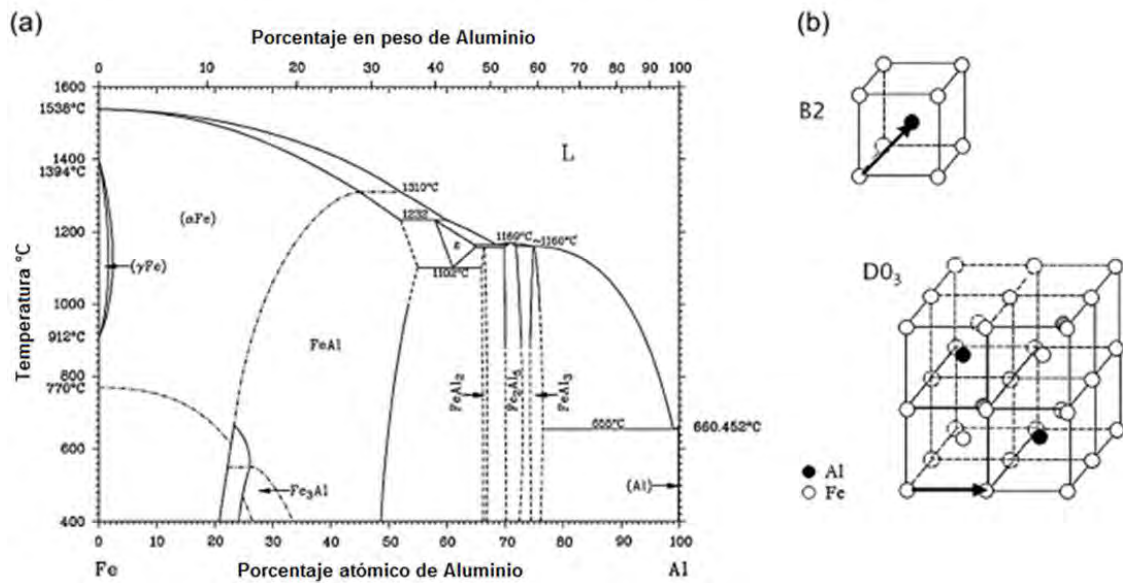 (a)
Porcentaje en peso de Aluminio
0 10 20 30 40 50 60 70 80 90 100
1600
1538°C
1400
1394°C
1200
1000
912°C
800
770°C
600
400
Temperatura °C
L
1310°C
(αFe)
1232
1169°C
~1160°C
ε
(γFe)
1102°C
FeAl
FeAl₂
Fe₂Al₅
FeAl₃
655°C
660.452°C
Fe₃Al
(Al)
0 10 20 30 40 50 60 70 80 90 100
Fe
Porcentaje atómico de Aluminio
Al
(b)
B2
D0₃
Al
Fe